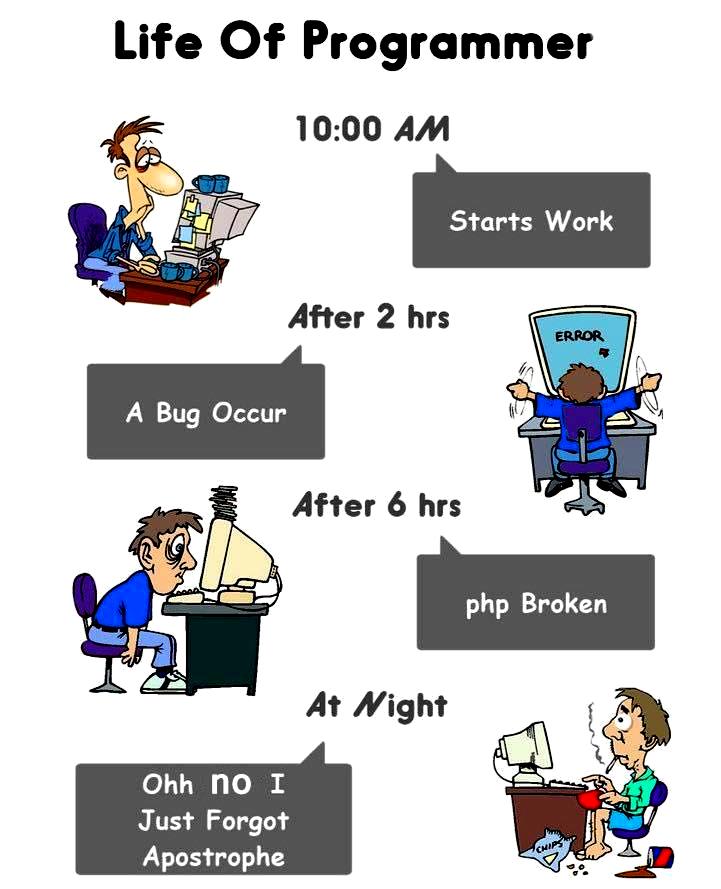 Life Of Programmer
10:00 AM
Starts Work
After 2 hrs
ERROR
A Bug Occur
After 6 hrs
php Broken
At Night
Ohh no I
Just Forgot
Apostrophe
CHIPS